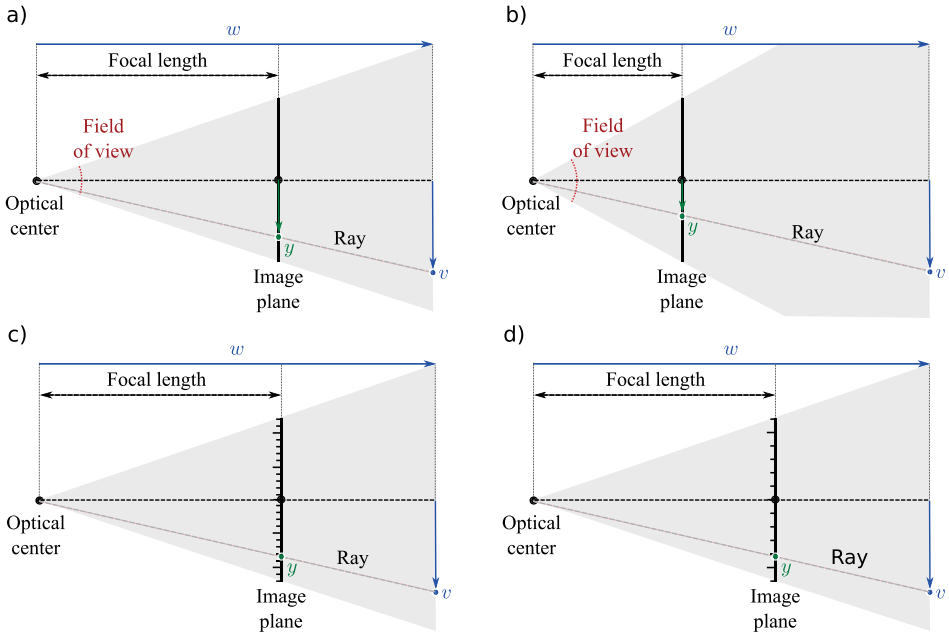 a)
w
Focal length
Field
of view
Optical
center
Ray
y
v
Image
plane
b)
w
Focal length
Field
of view
Optical
center
Ray
y
v
Image
plane
c)
w
Focal length
Optical
center
Ray
y
v
Image
plane
d)
w
Focal length
Optical
center
Ray
y
v
Image
plane